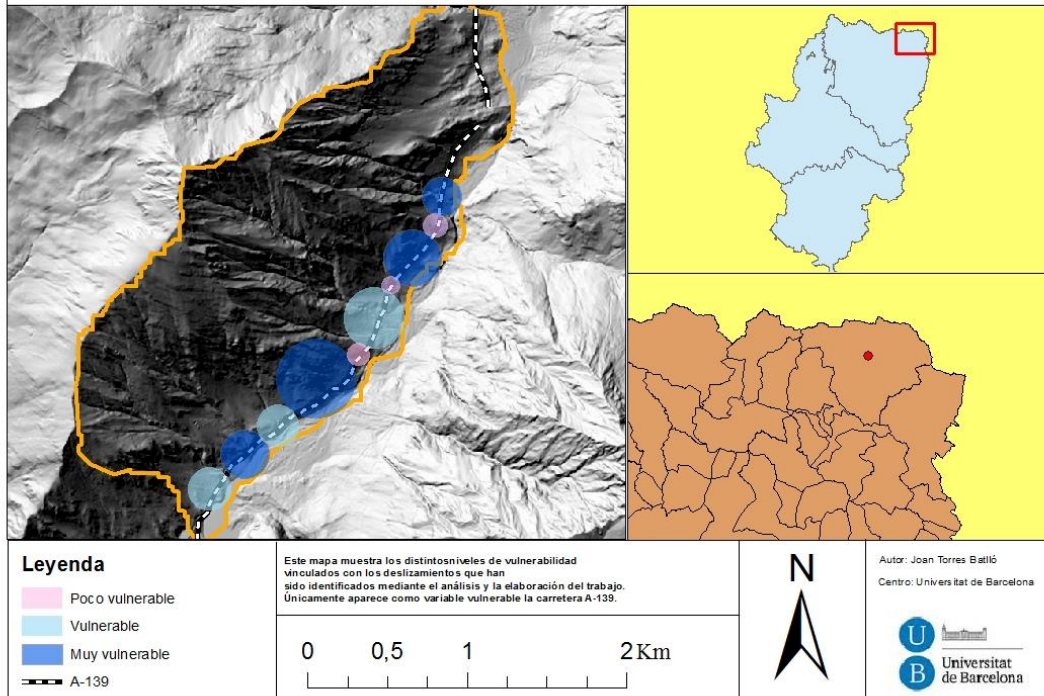 Leyenda
Poco vulnerable
Vulnerable
Muy vulnerable
A-139
Este mapa muestra los distintosniveles de vulnerabilidad
vinculados con los deslizamientos que han
sido identificados mediante el análisis y la elaboración del trabajo.
Únicamente aparece como variable vulnerable la carretera A-139.
0 0,5 1 2 Km
N
Autor: Joan Torres Batlló
Centro: Universitat de Barcelona
U
B
Universitat
de Barcelona